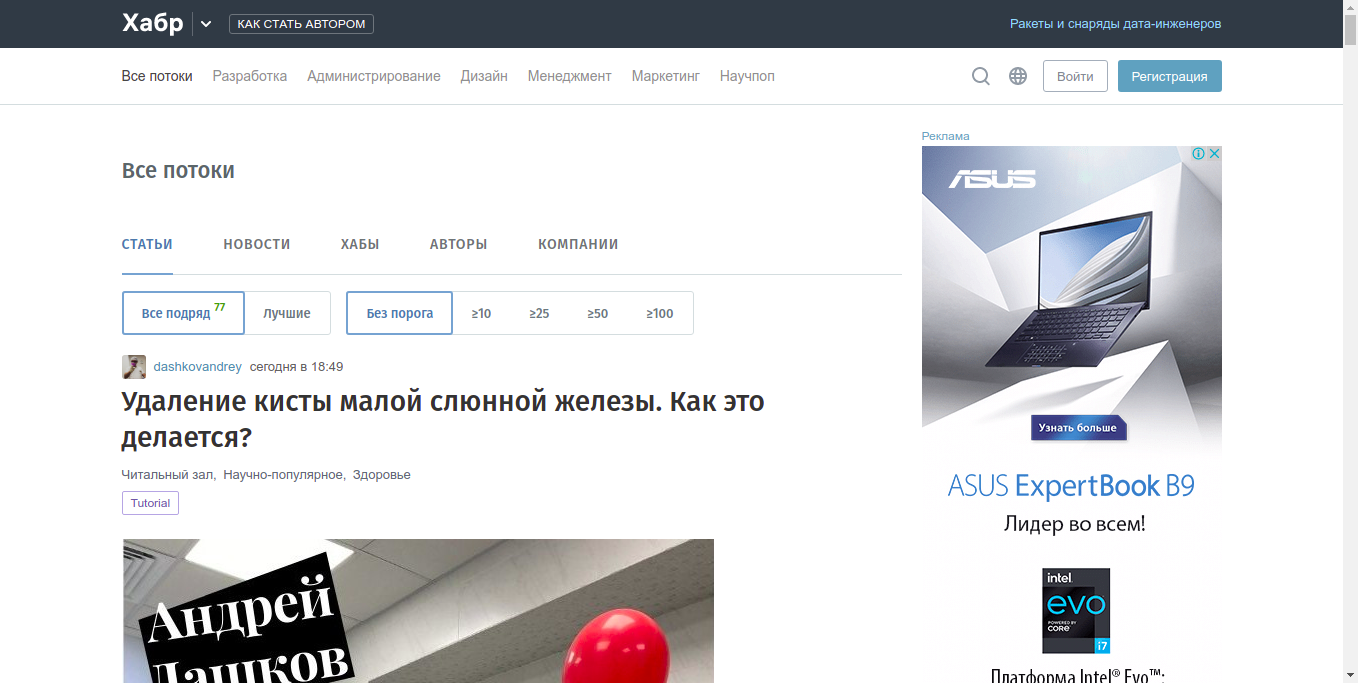 Хабр
КАК СТАТЬ АВТОРОМ
Ракеты и снаряды дата-инженеров
Все потоки Разработка Администрирование Дизайн Менеджмент Маркетинг Научпоп
Войти Регистрация
Реклама
Все потоки
СТАТЬИ НОВОСТИ ХАБЫ АВТОРЫ КОМПАНИИ
Все подряд 77 Лучшие Без порога ≥10 ≥25 ≥50 ≥100
dashkovandrey сегодня в 18:49
Удаление кисты малой слюнной железы. Как это
делается?
Читальный зал, Научно-популярное, Здоровье
Tutorial
Андрей
Дашков
ASUS
Узнать больше
ASUS ExpertBook B9
Лидер во всем!
intel
evo
POWERED BY
CORE
i7
Платформа Intel® Evo™: